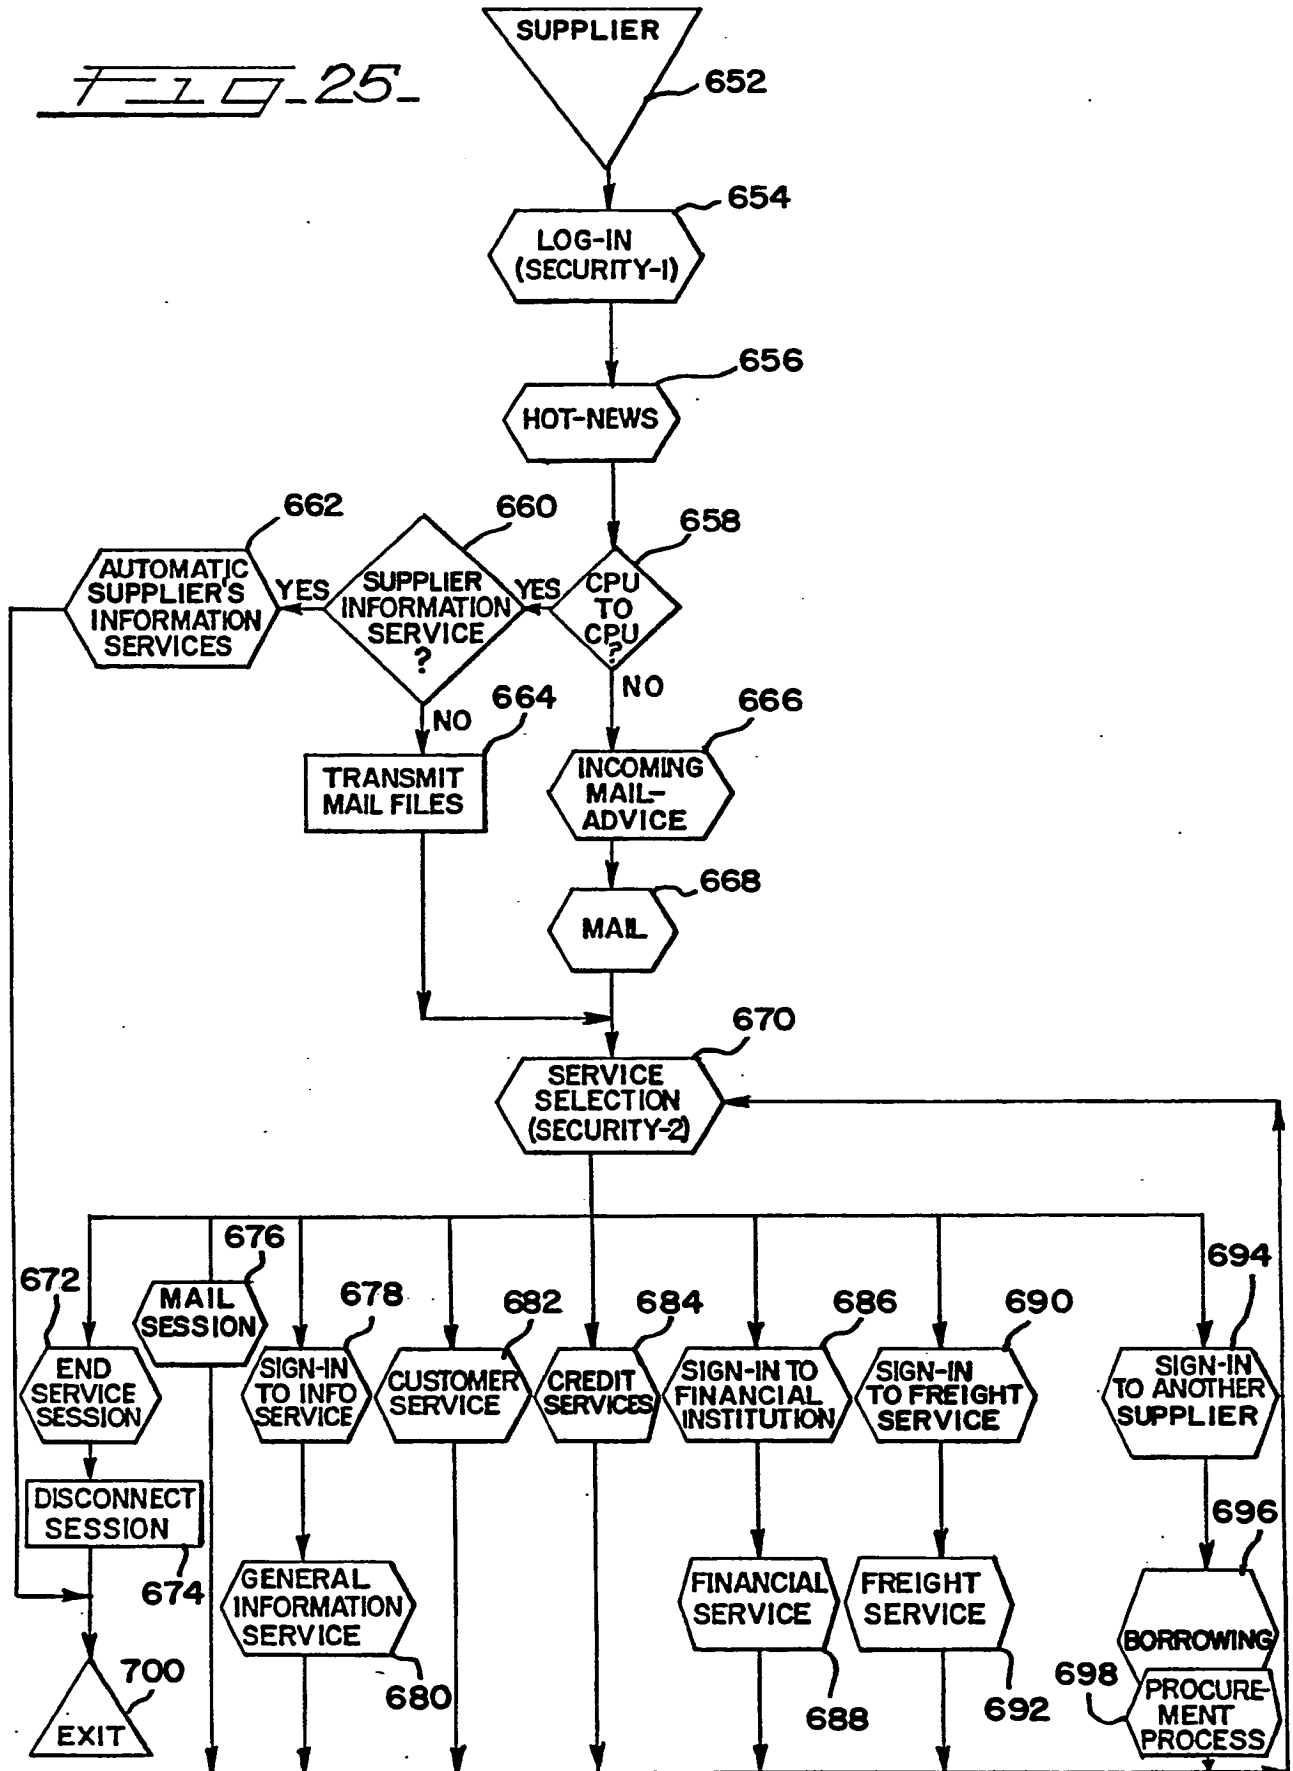 SUPPLIER
Fig-25-
652
654
LOG-IN
(SECURITY-1)
656
HOT-NEWS
662
660
658
AUTOMATIC
SUPPLIER'S
INFORMATION
SERVICES
YES
SUPPLIER
INFORMATION
SERVICE
?
YES
CPU
TO
CPU
?
NO
NO
664
666
TRANSMIT
MAIL FILES
INCOMING
MAIL-
ADVICE
668
MAIL
670
SERVICE
SELECTION
(SECURITY-2)
672
676
678
682
684
686
690
694
END
SERVICE
SESSION
MAIL
SESSION
SIGN-IN
TO INFO
SERVICE
CUSTOMER
SERVICE
CREDIT
SERVICES
SIGN-IN TO
FINANCIAL
INSTITUTION
SIGN-IN
TO FREIGHT
SERVICE
SIGN-IN
TO ANOTHER
SUPPLIER
DISCONNECT
SESSION
674
GENERAL
INFORMATION
SERVICE
680
FINANCIAL
SERVICE
688
FREIGHT
SERVICE
692
696
BORROWING
698
PROCURE-
MENT
PROCESS
700
EXIT